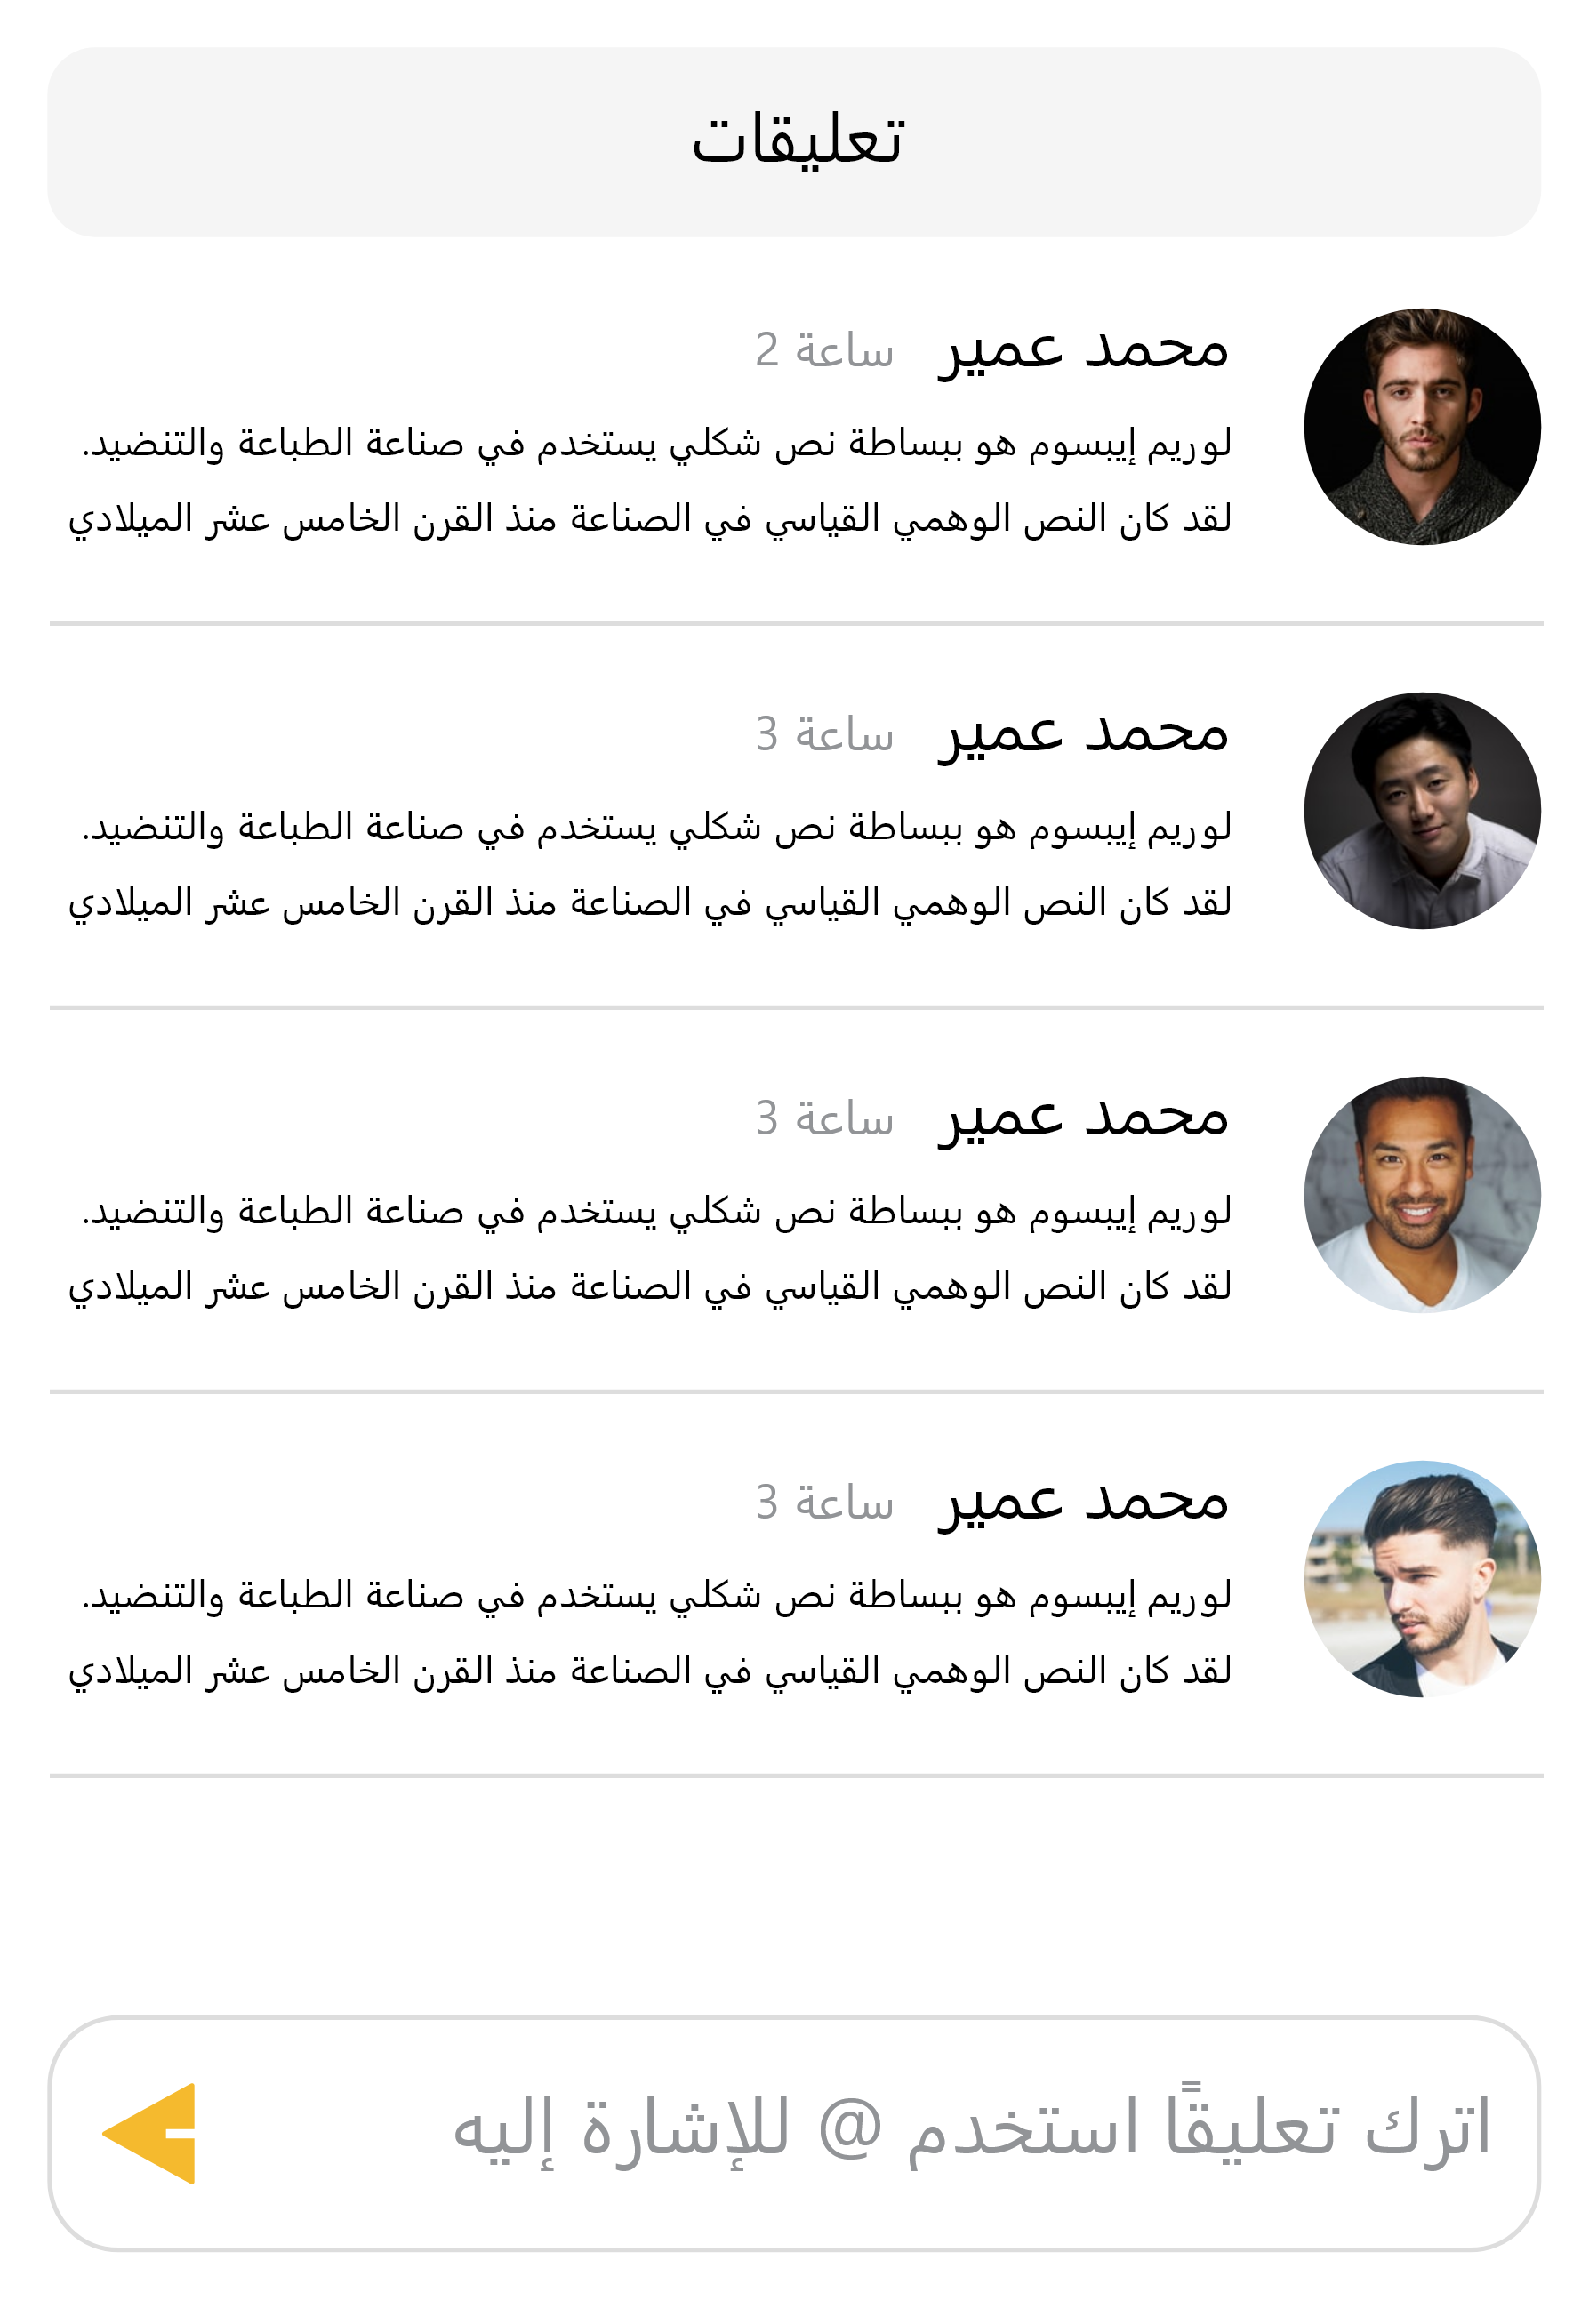 تعليقات
محمد عمير ساعة 2
لوريم إيبسوم هو ببساطة نص شكلي يستخدم في صناعة الطباعة والتنضيد.
لقد كان النص الوهمي القياسي في الصناعة منذ القرن الخامس عشر الميلادي
محمد عمير ساعة 3
لوريم إيبسوم هو ببساطة نص شكلي يستخدم في صناعة الطباعة والتنضيد.
لقد كان النص الوهمي القياسي في الصناعة منذ القرن الخامس عشر الميلادي
محمد عمير ساعة 3
لوريم إيبسوم هو ببساطة نص شكلي يستخدم في صناعة الطباعة والتنضيد.
لقد كان النص الوهمي القياسي في الصناعة منذ القرن الخامس عشر الميلادي
محمد عمير ساعة 3
لوريم إيبسوم هو ببساطة نص شكلي يستخدم في صناعة الطباعة والتنضيد.
لقد كان النص الوهمي القياسي في الصناعة منذ القرن الخامس عشر الميلادي
اترك تعليقًا استخدم @ للإشارة إليه